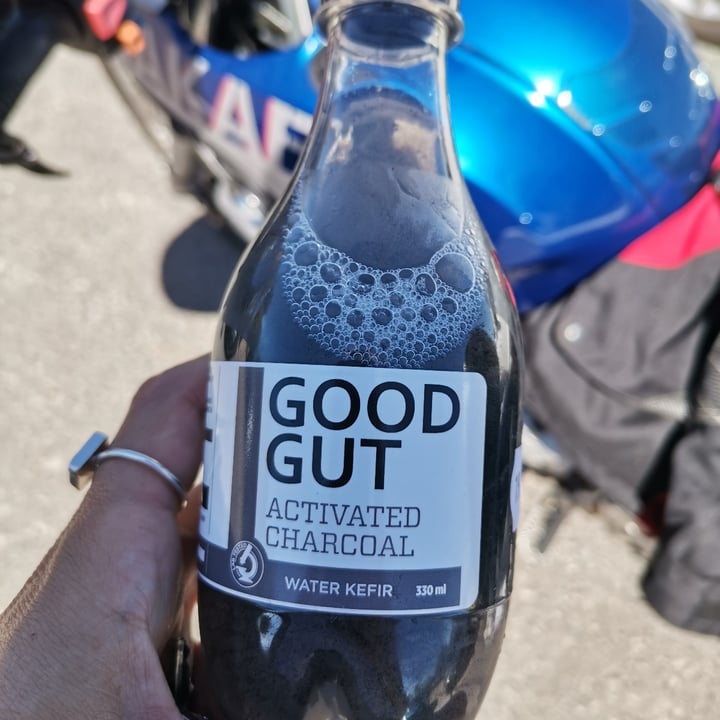 GOOD
GUT
ACTIVATED
CHARCOAL
WATER KEFIR 330 ml